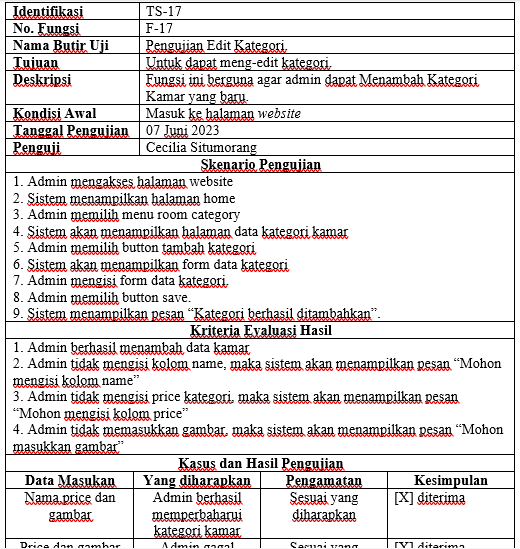 Identifikasi TS-17
No. Fungsi F-17
Nama Butir Uji Pengujian Edit Kategori.
Tujuan Untuk dapat meng-edit kategori.
Deskripsi Fungsi ini berguna agar admin dapat Menambah Kategori
Kamar yang baru.
Kondisi Awal Masuk ke halaman website
Tanggal Pengujian 07 Juni 2023
Penguji Cecilia Situmorang
Skenario Pengujian
1. Admin mengakses halaman website
2. Sistem menampilkan halaman home
3. Admin memilih menu room category
4. Sistem akan menampilkan halaman data kategori kamar
5. Admin memilih button tambah kategori
6. Sistem akan menampilkan form data kategori
7. Admin mengisi form data kategori.
8. Admin memilih button save.
9. Sistem menampilkan pesan “Kategori berhasil ditambahkan”.
Kriteria Evaluasi Hasil
1. Admin berhasil menambah data kamar
2. Admin tidak mengisi kolom name, maka sistem akan menampilkan pesan “Mohon
mengisi kolom name”
3. Admin tidak mengisi price kategori, maka sistem akan menampilkan pesan
“Mohon mengisi kolom price”
4. Admin tidak memasukkan gambar, maka sistem akan menampilkan pesan “Mohon
masukkan gambar”
Kasus dan Hasil Pengujian
Data Masukan Yang diharapkan Pengamatan Kesimpulan
Nama,price dan Admin berhasil Sesuai yang [X] diterima
gambar memperbaharui diharapkan
kategori kamar
Price dan gambar Admin gagal Sesuai yang [X] diterima